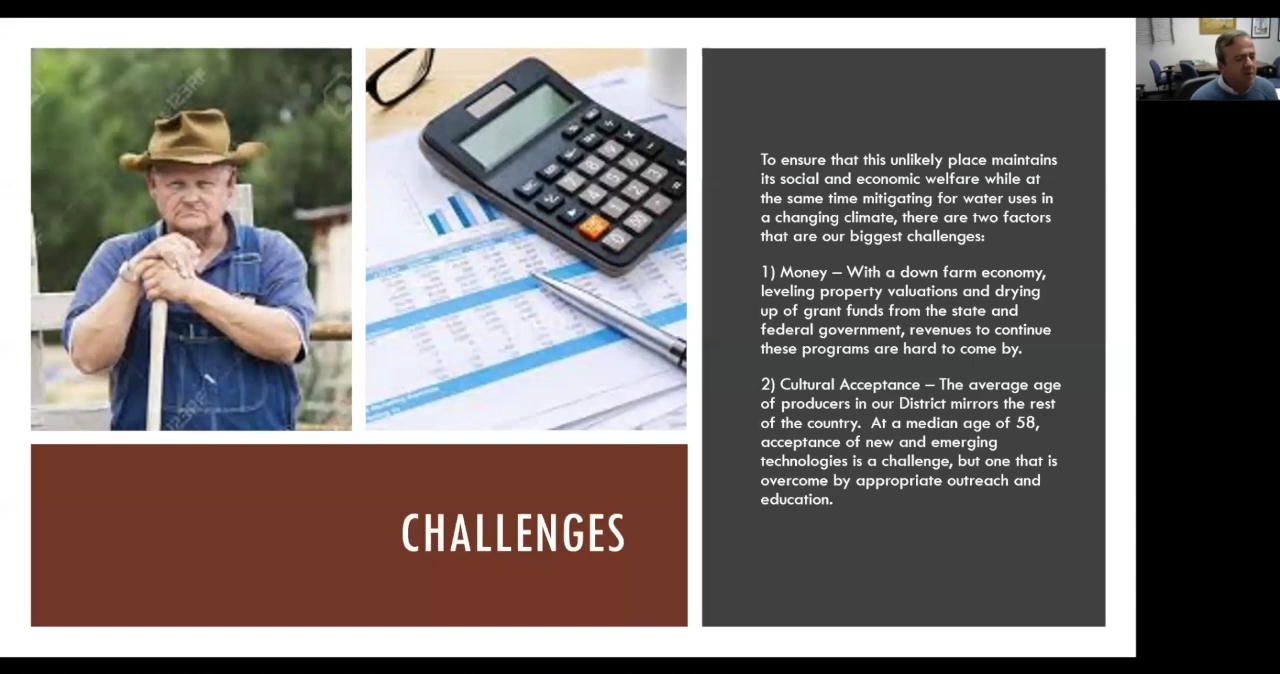 123RF
To ensure that this unlikely place maintains
its social and economic welfare while at
the same time mitigating for water uses in
a changing climate, there are two factors
that are our biggest challenges:
1) Money – With a down farm economy,
leveling property valuations and drying
up of grant funds from the state and
federal government, revenues to continue
these programs are hard to come by.
2) Cultural Acceptance – The average age
of producers in our District mirrors the rest
of the country.  At a median age of 58,
acceptance of new and emerging
technologies is a challenge, but one that is
overcome by appropriate outreach and
education.
CHALLENGES